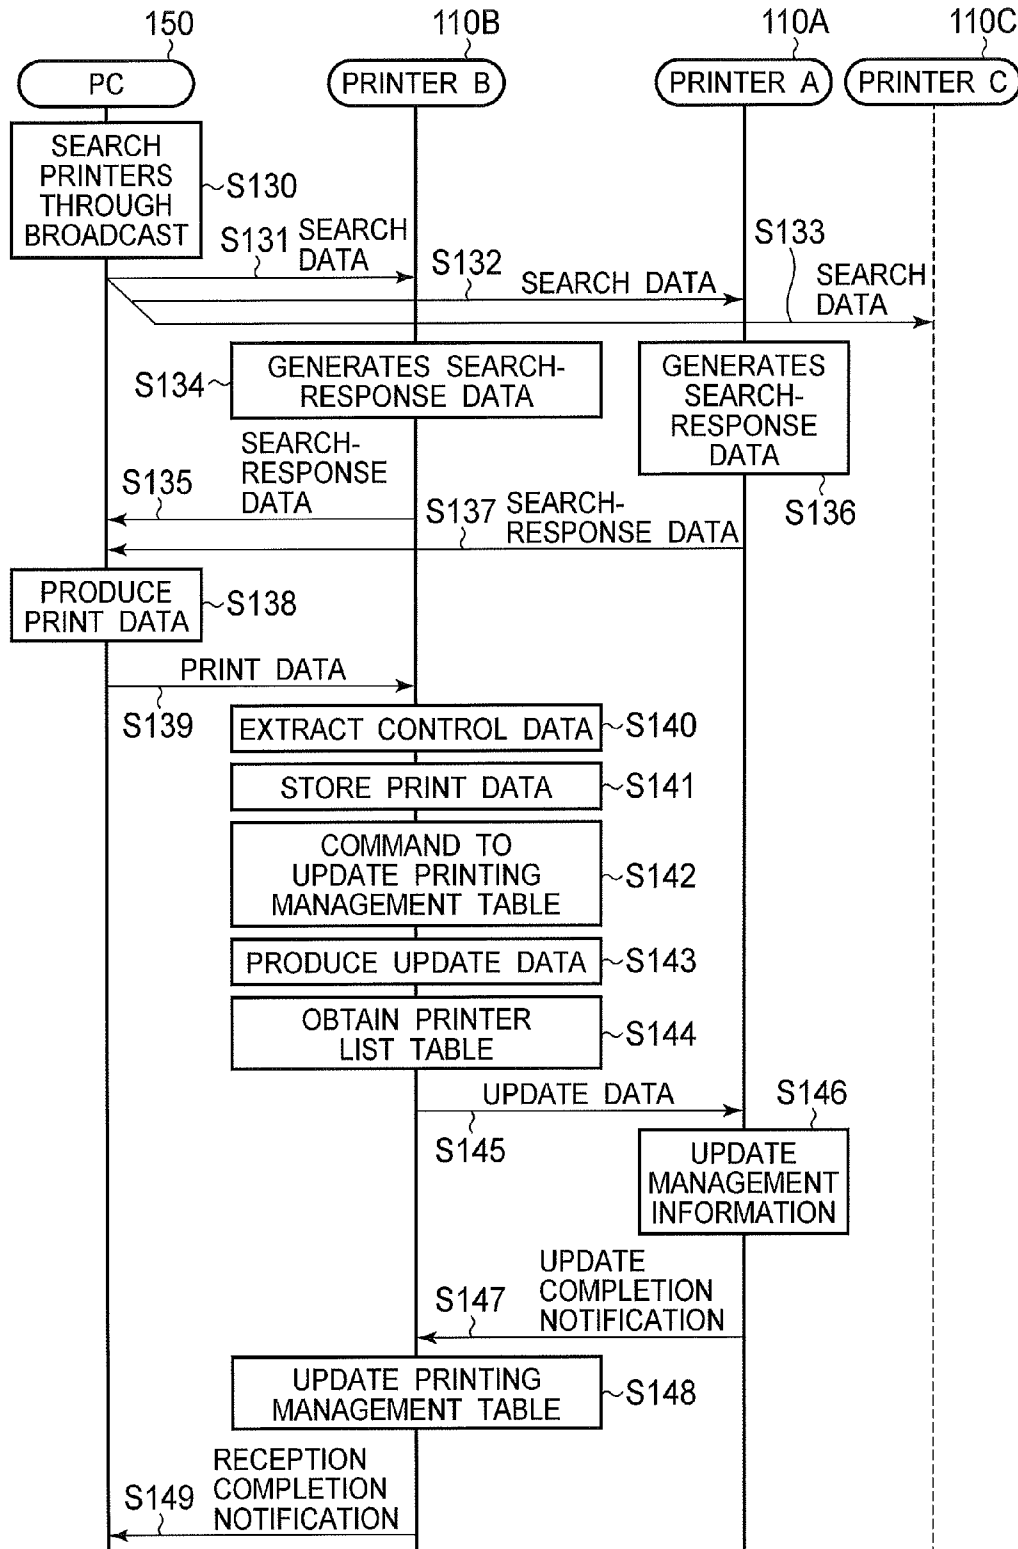 150
110B
110A
110C
PC
PRINTER B
PRINTER A
PRINTER C
SEARCH
PRINTERS
THROUGH
BROADCAST
S130
S131
SEARCH
DATA
S132
SEARCH DATA
S133
SEARCH
DATA
S134
GENERATES SEARCH-
RESPONSE DATA
GENERATES
SEARCH-
RESPONSE
DATA
S136
SEARCH-
RESPONSE
DATA
S135
S137
SEARCH-
RESPONSE DATA
PRODUCE
PRINT DATA
S138
PRINT DATA
S139
EXTRACT CONTROL DATA
S140
STORE PRINT DATA
S141
COMMAND TO
UPDATE PRINTING
MANAGEMENT TABLE
S142
PRODUCE UPDATE DATA
S143
OBTAIN PRINTER
LIST TABLE
S144
UPDATE DATA
S145
S146
UPDATE
MANAGEMENT
INFORMATION
UPDATE
COMPLETION
NOTIFICATION
S147
UPDATE PRINTING
MANAGEMENT TABLE
S148
RECEPTION
COMPLETION
NOTIFICATION
S149